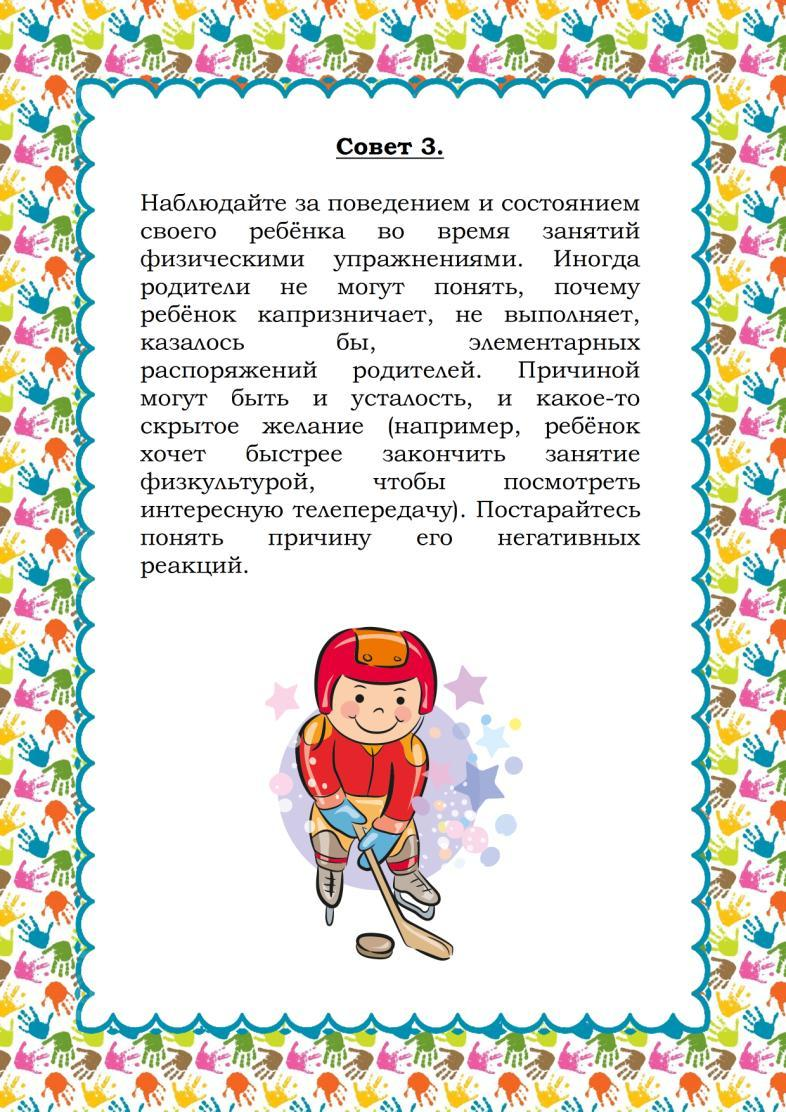 Совет 3.
Наблюдайте за поведением и состоянием
своего ребёнка во время занятий
физическими упражнениями. Иногда
родители не могут понять, почему
ребёнок капризничает, не выполняет,
казалось бы, элементарных
распоряжений родителей. Причиной
могут быть и усталость, и какое-то
скрытое желание (например, ребёнок
хочет быстрее закончить занятие
физкультурой, чтобы посмотреть
интересную телепередачу). Постарайтесь
понять причину его негативных
реакций.